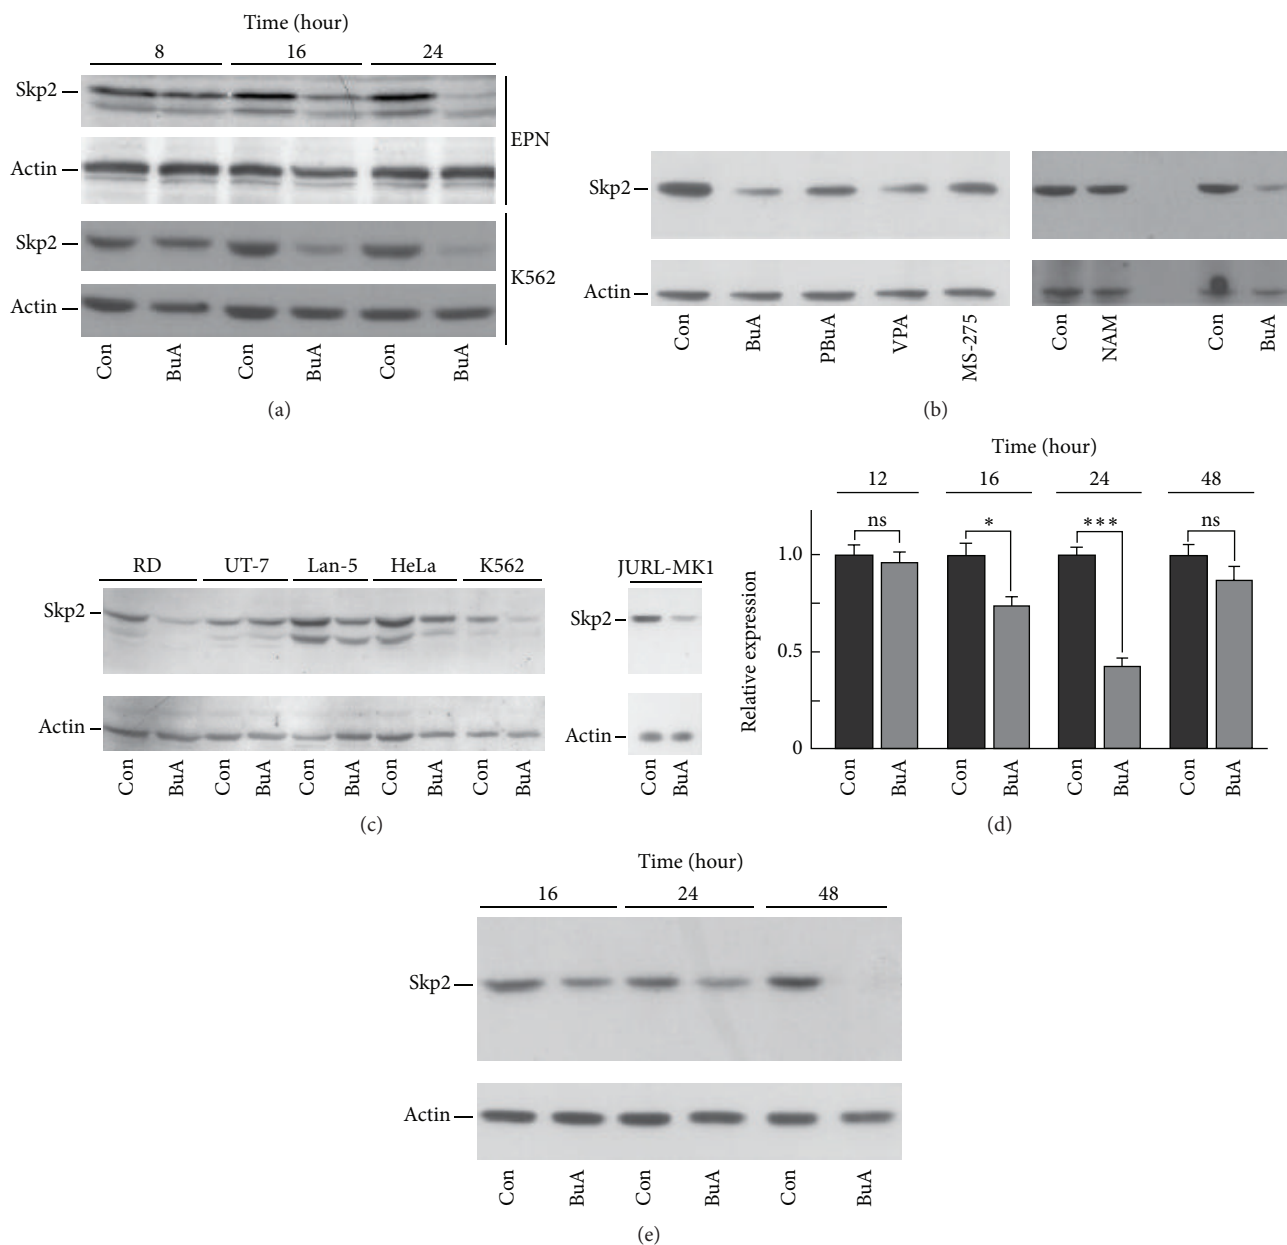 Time (hour)
8 16 24
Skp2
Actin
EPN
Skp2
Actin
K562
Con BuA Con BuA Con BuA
(a)
Skp2
Actin
Con BuA PBuA VPA MS-275 Con NAM Con BuA
(b)
RD UT-7 Lan-5 HeLa K562
Skp2
Actin
Con BuA Con BuA Con BuA Con BuA Con BuA
JURL-MK1
Skp2
Actin
Con BuA
(c)
Time (hour)
12 16 24 48
ns * *** ns
1.0
0.5
0
Relative expression
Con BuA Con BuA Con BuA Con BuA
(d)
Time (hour)
16 24 48
Skp2
Actin
Con BuA Con BuA Con BuA
(e)